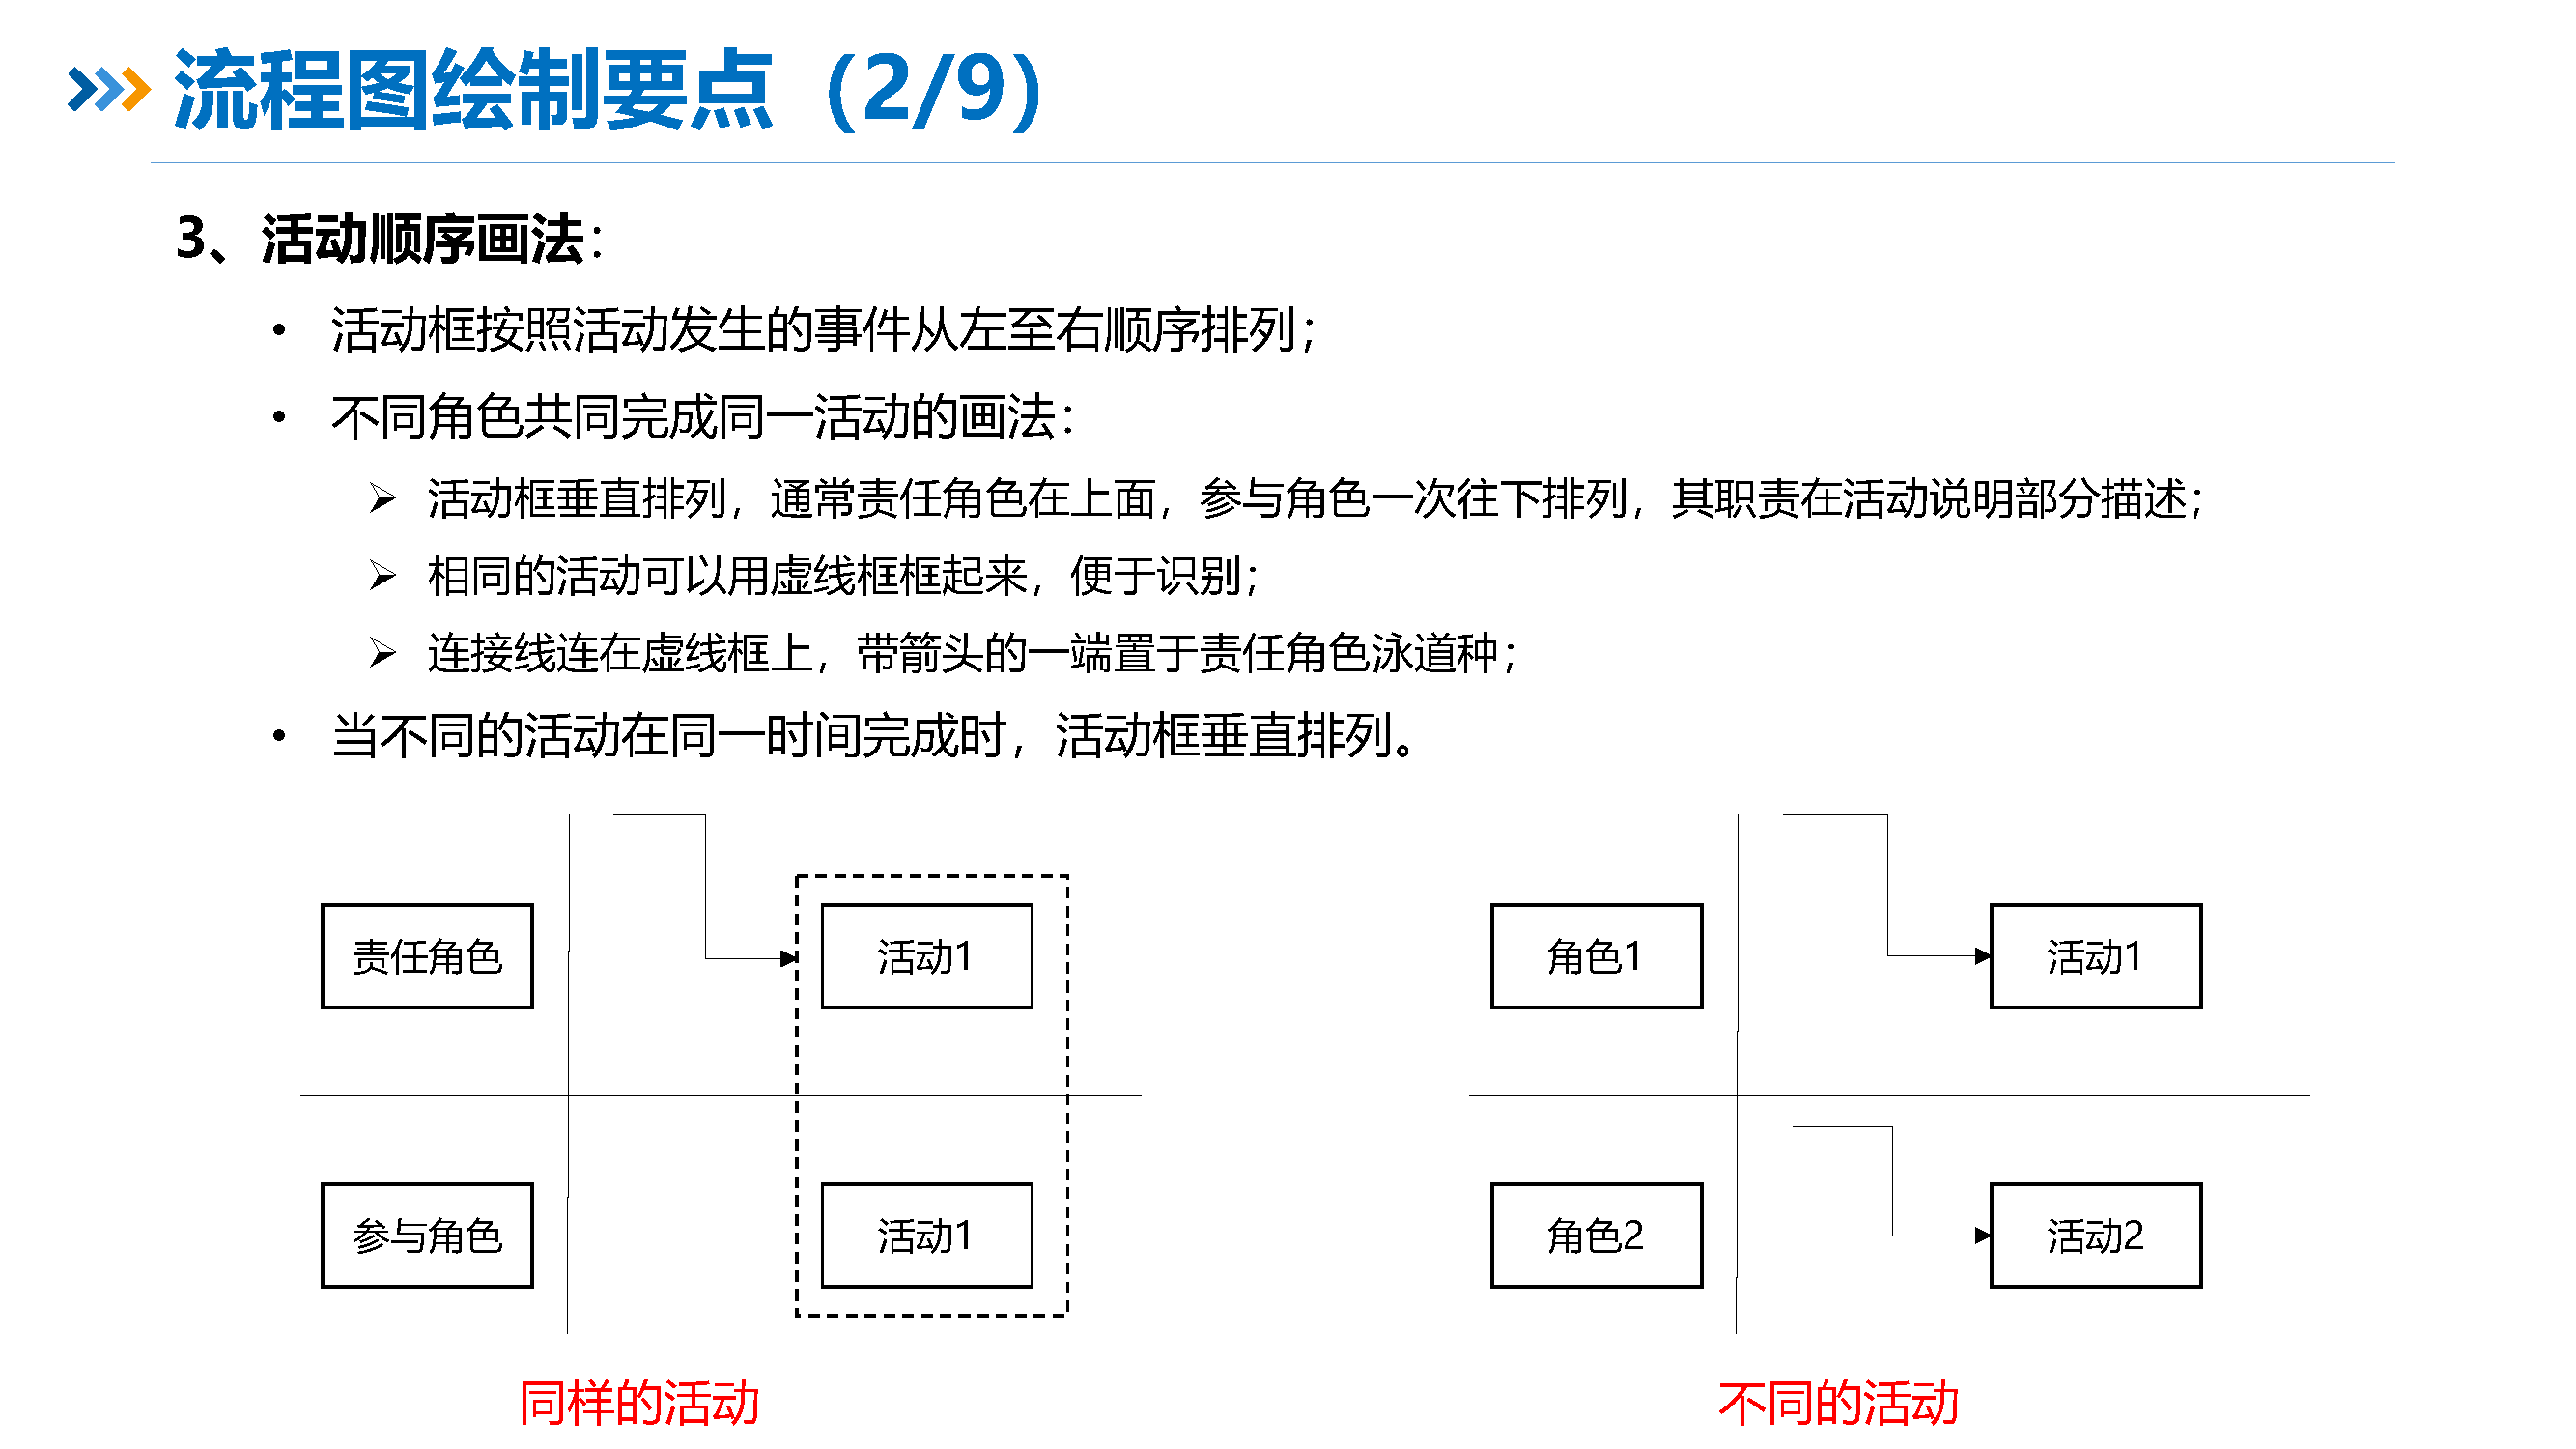 流程图绘制要点（2/9）
3、活动顺序画法：
• 活动框按照活动发生的事件从左至右顺序排列；
• 不同角色共同完成同一活动的画法：
➢ 活动框垂直排列，通常责任角色在上面，参与角色一次往下排列，其职责在活动说明部分描述；
➢ 相同的活动可以用虚线框框起来，便于识别；
➢ 连接线连在虚线框上，带箭头的一端置于责任角色泳道种；
• 当不同的活动在同一时间完成时，活动框垂直排列。
责任角色
活动1
参与角色
活动1
同样的活动
角色1
活动1
角色2
活动2
不同的活动